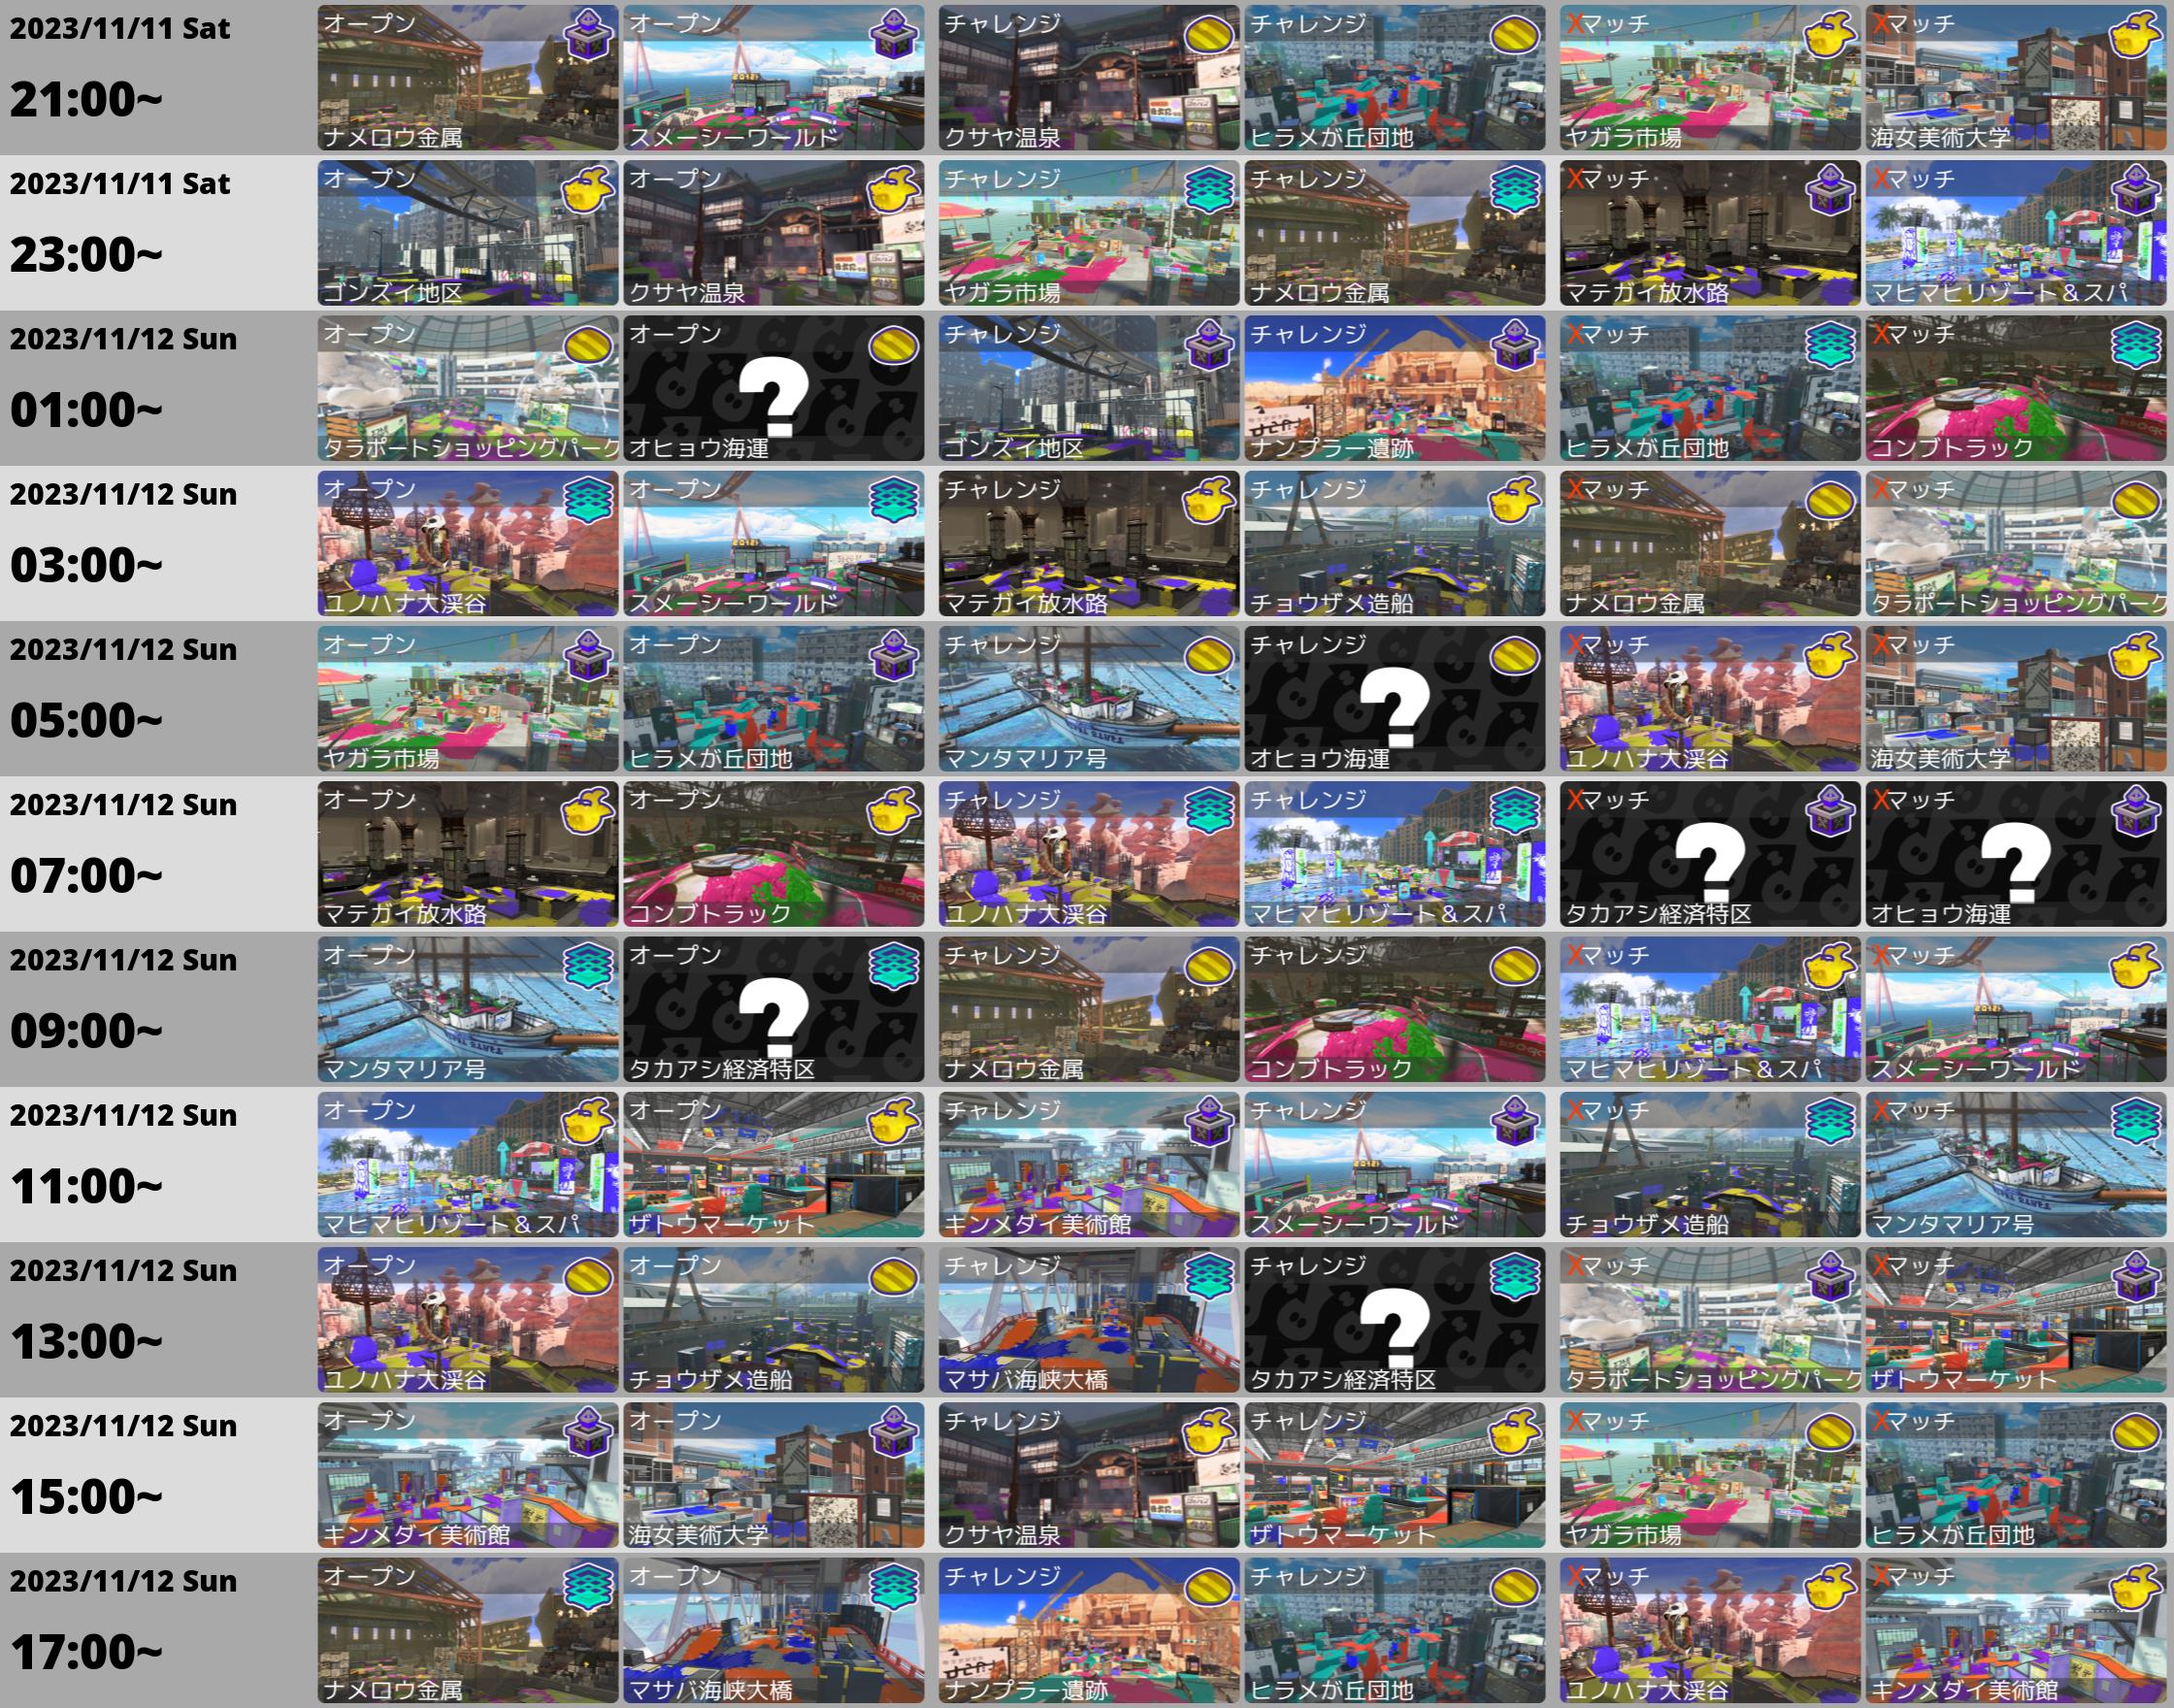 2023/11/11 Sat
21:00~
オープン
ナメロウ金属
オープン
スメーシーワールド
チャレンジ
クサヤ温泉
チャレンジ
ヒラメが丘団地
Xマッチ
ヤガラ市場
Xマッチ
海女美術大学
2023/11/11 Sat
23:00~
オープン
ゴンズイ地区
オープン
クサヤ温泉
チャレンジ
ヤガラ市場
チャレンジ
ナメロウ金属
Xマッチ
マテガイ放水路
Xマッチ
マヒマヒリゾート＆スパ
2023/11/12 Sun
01:00~
オープン
タラポートショッピングパーク
オープン
?
オヒョウ海運
チャレンジ
ゴンズイ地区
チャレンジ
ナンプラー遺跡
Xマッチ
ヒラメが丘団地
Xマッチ
コンブトラック
2023/11/12 Sun
03:00~
オープン
ユノハナ大渓谷
オープン
スメーシーワールド
チャレンジ
マテガイ放水路
チャレンジ
チョウザメ造船
Xマッチ
ナメロウ金属
Xマッチ
タラポートショッピングパーク
2023/11/12 Sun
05:00~
オープン
ヤガラ市場
オープン
ヒラメが丘団地
チャレンジ
マンタマリア号
チャレンジ
?
オヒョウ海運
Xマッチ
ユノハナ大渓谷
Xマッチ
海女美術大学
2023/11/12 Sun
07:00~
オープン
マテガイ放水路
オープン
コンブトラック
チャレンジ
ユノハナ大渓谷
チャレンジ
マヒマヒリゾート＆スパ
Xマッチ
?
タカアシ経済特区
Xマッチ
?
オヒョウ海運
2023/11/12 Sun
09:00~
オープン
マンタマリア号
オープン
?
タカアシ経済特区
チャレンジ
ナメロウ金属
チャレンジ
コンブトラック
Xマッチ
マヒマヒリゾート＆スパ
Xマッチ
スメーシーワールド
2023/11/12 Sun
11:00~
オープン
マヒマヒリゾート＆スパ
オープン
ザトウマーケット
チャレンジ
キンメダイ美術館
チャレンジ
スメーシーワールド
Xマッチ
チョウザメ造船
Xマッチ
マンタマリア号
2023/11/12 Sun
13:00~
オープン
ユノハナ大渓谷
オープン
チョウザメ造船
チャレンジ
マサバ海峡大橋
チャレンジ
?
タカアシ経済特区
Xマッチ
タラポートショッピングパーク
Xマッチ
ザトウマーケット
2023/11/12 Sun
15:00~
オープン
キンメダイ美術館
オープン
海女美術大学
チャレンジ
クサヤ温泉
チャレンジ
ザトウマーケット
Xマッチ
ヤガラ市場
Xマッチ
ヒラメが丘団地
2023/11/12 Sun
17:00~
オープン
ナメロウ金属
オープン
マサバ海峡大橋
チャレンジ
ナンプラー遺跡
チャレンジ
ヒラメが丘団地
Xマッチ
ユノハナ大渓谷
Xマッチ
キンメダイ美術館